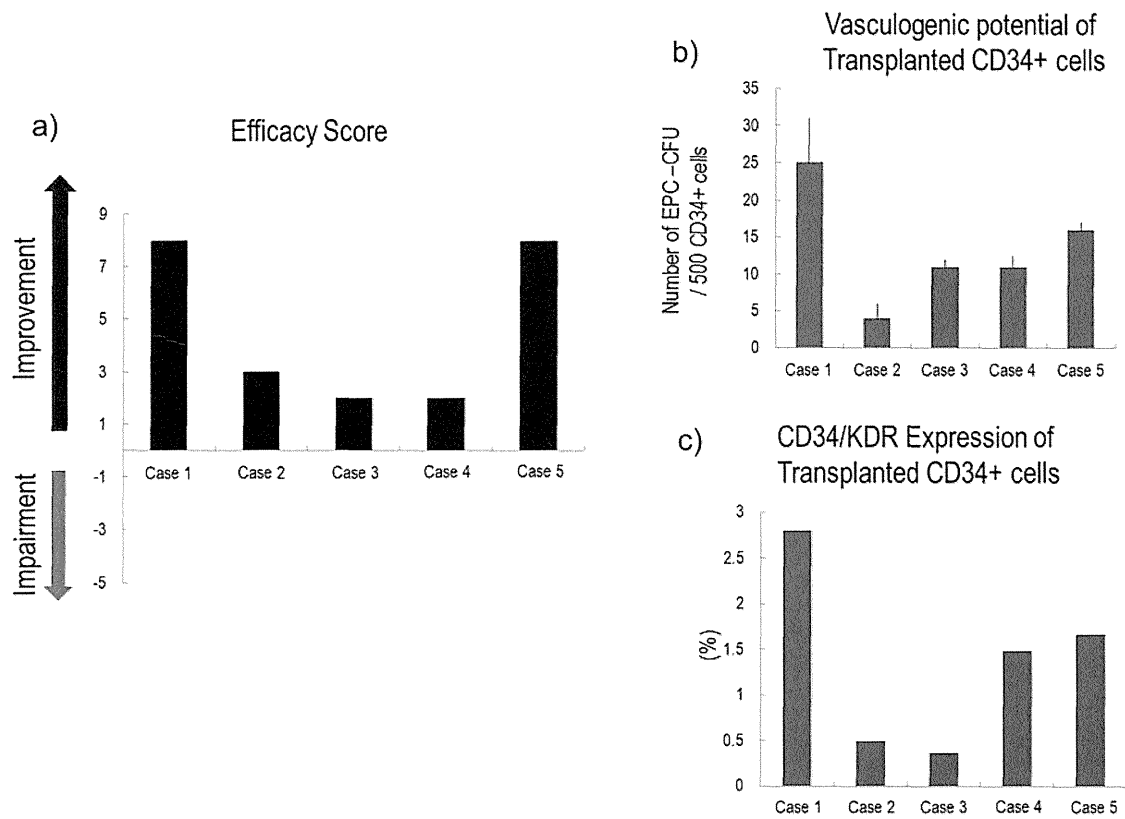 a)
Efficacy Score
Improvement
Impairment
9
7
5
3
1
-1
-3
-5
Case 1
Case 2
Case 3
Case 4
Case 5
b)
Vasculogenic potential of
Transplanted CD34+ cells
Number of EPC-CFU
/ 500 CD34+ cells
35
30
25
20
15
10
5
0
Case 1
Case 2
Case 3
Case 4
Case 5
c)
CD34/KDR Expression of
Transplanted CD34+ cells
(%)
3
2.5
2
1.5
1
0.5
0
Case 1
Case 2
Case 3
Case 4
Case 5